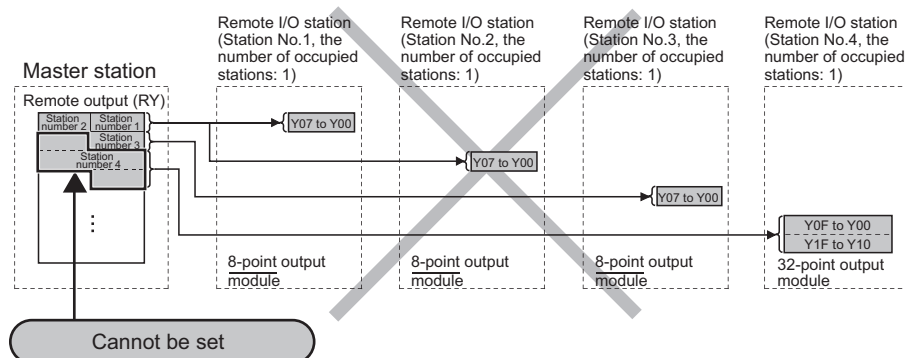 Remote I/O station
(Station No.1, the
number of occupied
stations: 1)
Remote I/O station
(Station No.2, the
number of occupied
stations: 1)
Remote I/O station
(Station No.3, the
number of occupied
stations: 1)
Remote I/O station
(Station No.4, the
number of occupied
stations: 1)
Master station
Remote output (RY)
Station
number 2
Station
number 1
Station
number 3
Station
number 4
Y07 to Y00
Y07 to Y00
Y07 to Y00
Y0F to Y00
Y1F to Y10
8-point output
module
8-point output
module
8-point output
module
32-point output
module
Cannot be set